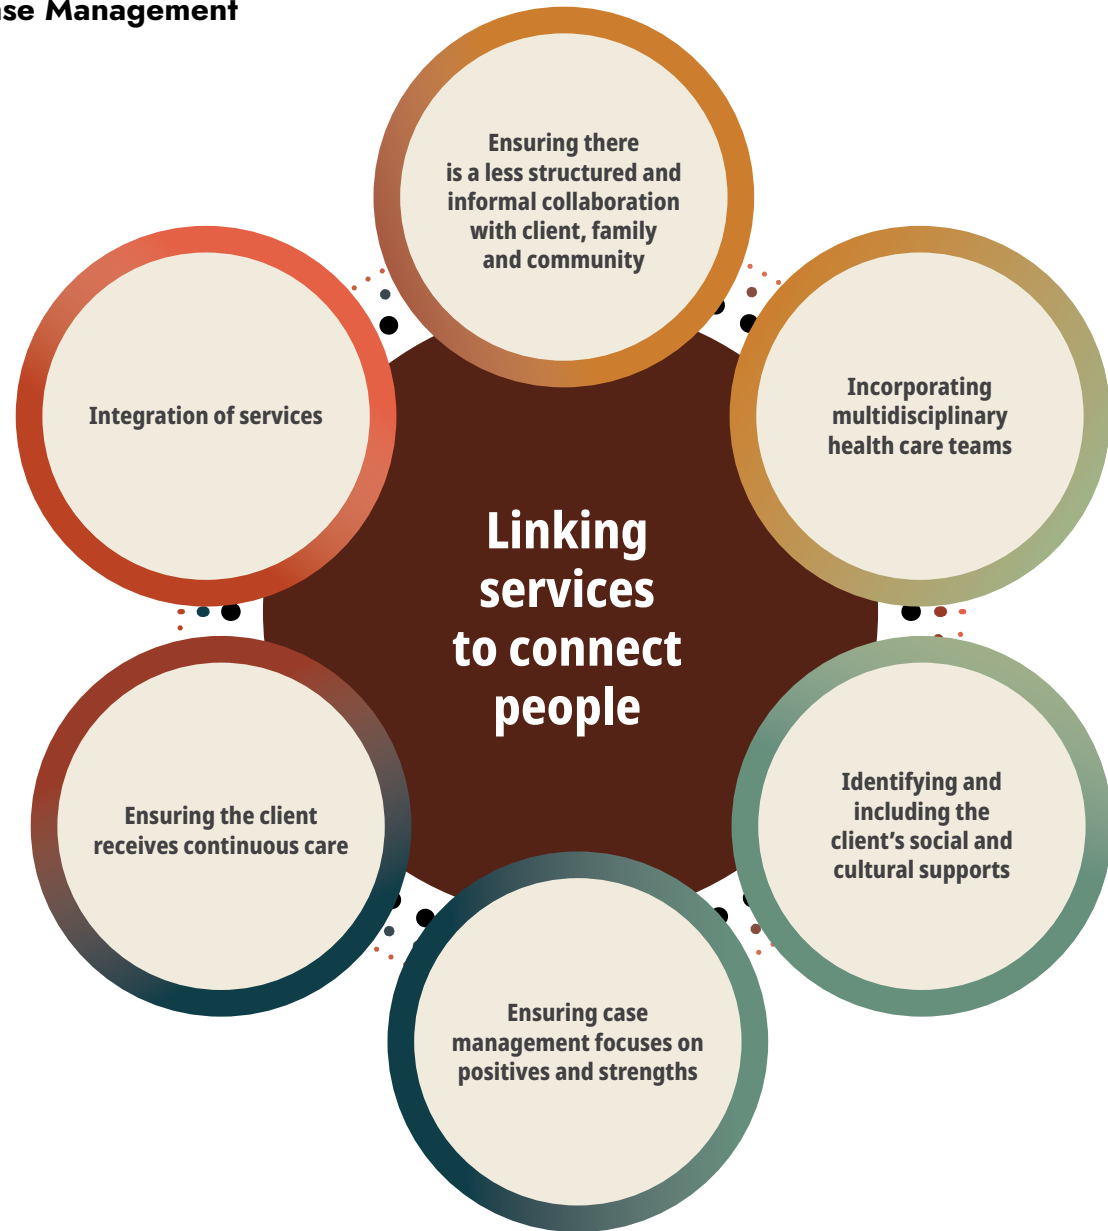 Management
Ensuring there
is a less structured and
informal collaboration
with client, family
and community
Incorporating
multidisciplinary
health care teams
Identifying and
including the
client's social and
cultural supports
Ensuring case
management focuses on
positives and strengths
Ensuring the client
receives continuous care
Integration of services
Linking
services
to connect
people